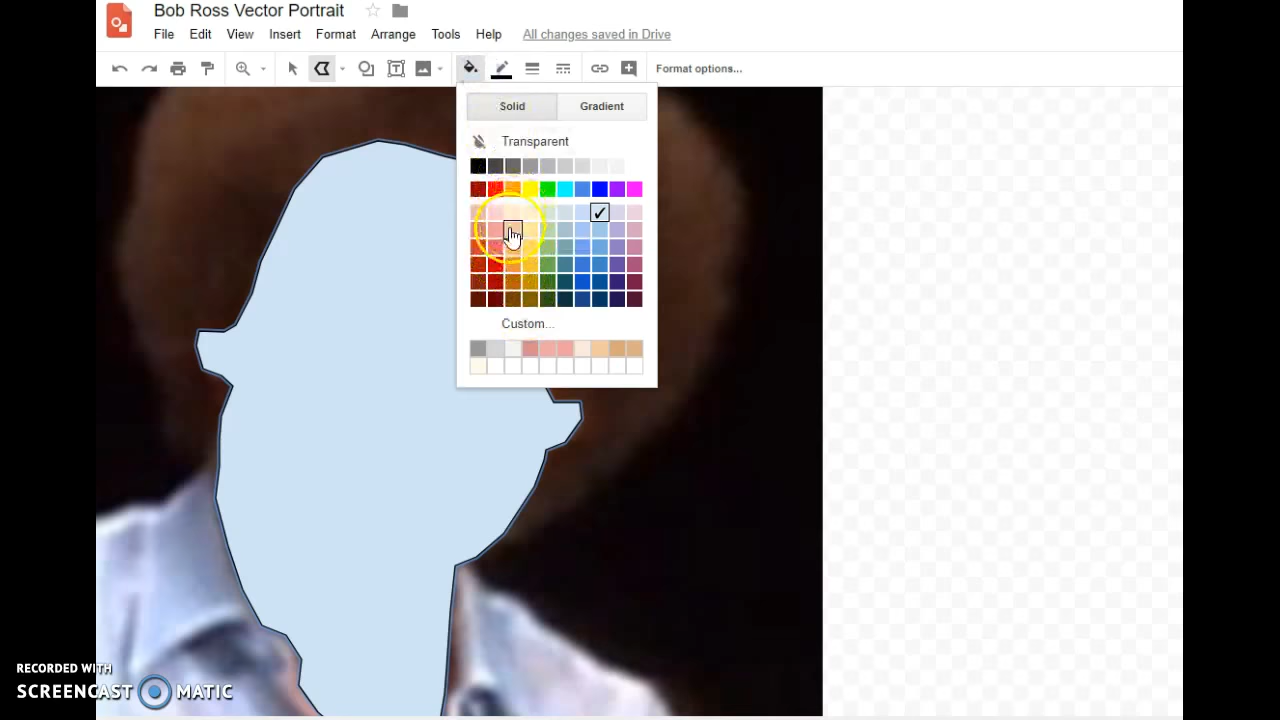 Bob Ross Vector Portrait
File Edit View Insert Format Arrange Tools Help All changes saved in Drive
Format options...
Solid Gradient
Transparent
Custom...
RECORDED WITH
SCREENCAST MATIC